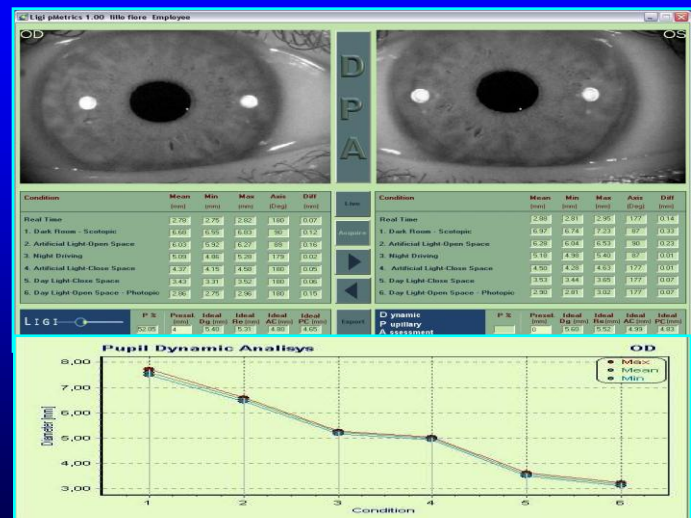 Ligi pMetrics 1.00 lillo fiore Employee
OD
OS
D
P
A
Condition Mean Min Max Axis Diff
(mm) (mm) (mm) (Deg) (mm)
Real Time 2.78 2.75 2.82 180 0.07
1. Dark Room - Scotopic 6.68 6.83 90 0.12
2. Artificial Light-Open Space 6.03 5.92 6.27 89 0.16
3. Night Driving 5.09 4.86 5.28 179 0.02
4. Artificial Light-Close Space 4.37 4.15 4.58 180 0.05
5. Day Light-Close Space 3.43 3.31 3.52 180 0.06
6. Day Light-Open Space - Photopic 2.86 2.75 2.96 180 0.15
Live
Acquire
Export
Condition Mean Min Max Axis Diff
(mm) (mm) (mm) (Deg) (mm)
Real Time 2.88 2.81 2.95 177 0.14
1. Dark Room - Scotopic 6.97 6.74 7.23 87 0.33
2. Artificial Light-Open Space 6.28 6.04 6.53 90 0.23
3. Night Driving 5.18 4.98 5.40 87 0.01
4. Artificial Light-Close Space 4.50 4.28 4.63 177 0.01
5. Day Light-Close Space 3.53 3.44 3.65 177 0.07
6. Day Light-Open Space - Photopic 2.90 2.81 3.02 177 0.07
LIGI
P % Ideal Ideal Ideal Ideal
(mm) Dg (mm) Ro (mm) AC (mm) PC (mm)
52.05 4 5.40 5.31 4.80 4.65
Dynamic
Pupillary
Assessment
P % Ideal Ideal Ideal Ideal
(mm) Dg (mm) Ro (mm) AC (mm) PC (mm)
0 5.60 5.52 4.99 4.83
Pupil Dynamic Analisys OD
Max
Mean
Min
Diameter [mm]
8,00
7,00
6,00
5,00
4,00
3,00
1 2 3 4 5 6
Condition